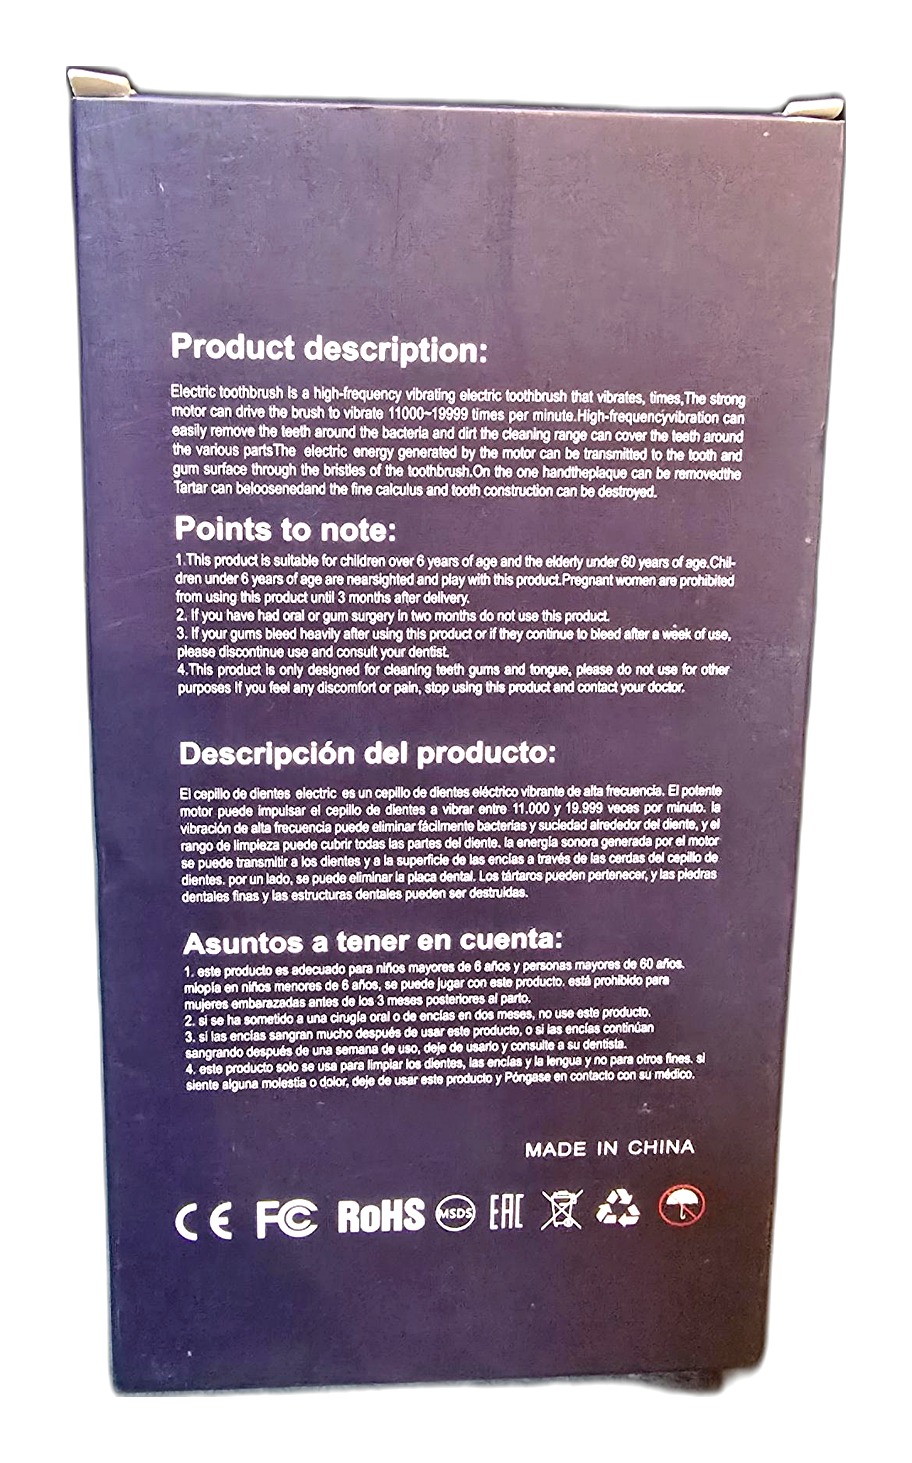 Product description:
Electric toothbrush is a high-frequency vibrating electric toothbrush that vibrates, times,The strong
motor can drive the brush to vibrate 11000~19999 times per minute.High-frequencyvibration can
easily remove the teeth around the bacteria and dirt the cleaning range can cover the teeth around
the various partsThe electric energy generated by the motor can be transmitted to the tooth and
gum surface through the bristles of the toothbrush.On the one handtheplaque can be removedthe
Tartar can beloosenedand the fine calculus and tooth construction can be destroyed.
Points to note:
1.This product is suitable for children over 6 years of age and the elderly under 60 years of age.Chil-
dren under 6 years of age are nearsighted and play with this product.Pregnant women are prohibited
from using this product until 3 months after delivery.
2. If you have had oral or gum surgery in two months do not use this product.
3. If your gums bleed heavily after using this product or if they continue to bleed after a week of use,
please discontinue use and consult your dentist.
4.This product is only designed for cleaning teeth gums and tongue, please do not use for other
purposes If you feel any discomfort or pain, stop using this product and contact your doctor.
Descripción del producto:
El cepillo de dientes electric es un cepillo de dientes eléctrico vibrante de alta frecuencia. El potente
motor puede impulsar el cepillo de dientes a vibrar entre 11.000 y 19.999 veces por minuto. la
vibración de alta frecuencia puede eliminar fácilmente bacterias y suciedad alrededor del diente, y el
rango de limpieza puede cubrir todas las partes del diente. la energía sonora generada por el motor
se puede transmitir a los dientes y a la superficie de las encías a través de las cerdas del cepillo de
dientes. por un lado, se puede eliminar la placa dental. Los tártaros pueden pertenecer, y las piedras
dentales finas y las estructuras dentales pueden ser destruidas.
Asuntos a tener en cuenta:
1. este producto es adecuado para niños mayores de 6 años y personas mayores de 60 años.
miopía en niños menores de 6 años, se puede jugar con este producto. está prohibido para
mujeres embarazadas antes de los 3 meses posteriores al parto.
2. si se ha sometido a una cirugía oral o de encías en dos meses, no use este producto.
3. si las encías sangran mucho después de usar este producto, o si las encías continúan
sangrando después de una semana de uso, deje de usarlo y consulte a su dentista.
4. este producto solo se usa para limpiar los dientes, las encías y la lengua y no para otros fines. si
siente alguna molestia o dolor, deje de usar este producto y Póngase en contacto con su médico.
MADE IN CHINA
CE FC RoHS MSDS EAC